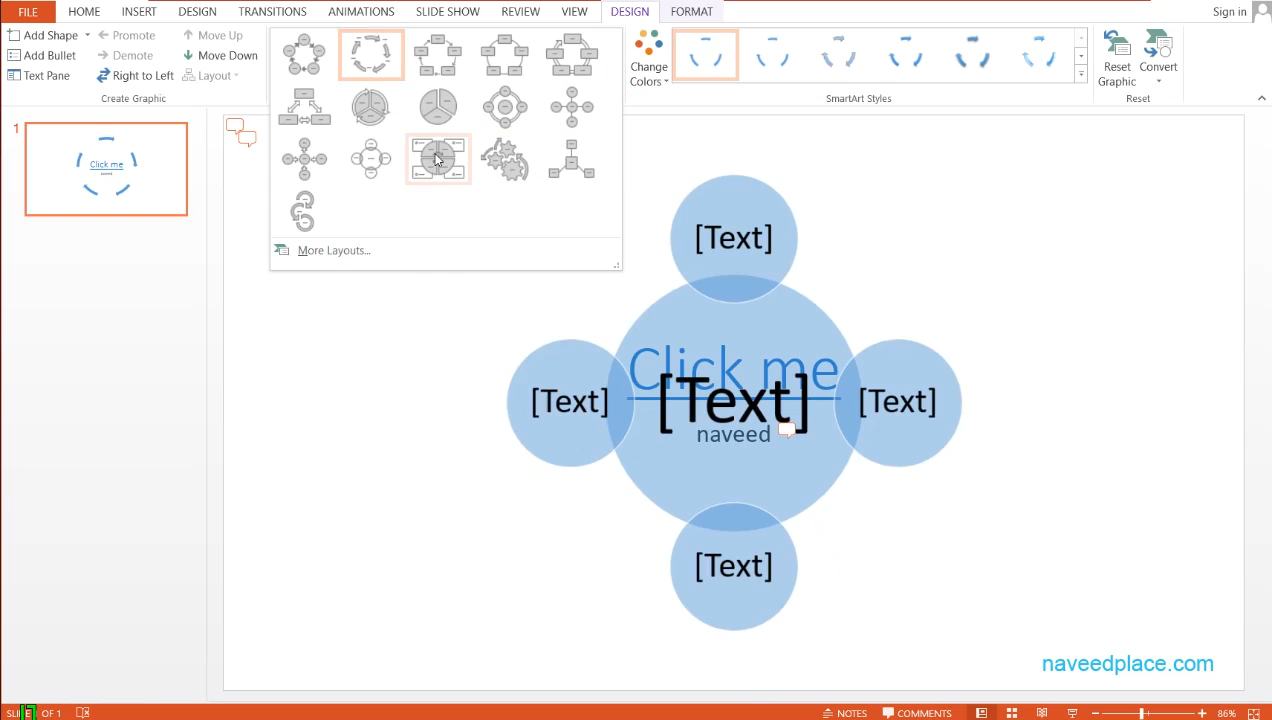 FILE HOME INSERT DESIGN TRANSITIONS ANIMATIONS SLIDE SHOW REVIEW VIEW DESIGN FORMAT Sign in
Add Shape Promote Move Up
Add Bullet Demote Move Down
Text Pane Right to Left Layout
Create Graphic
Change
Colors
SmartArt Styles
Reset
Graphic
Convert
Reset
1
Click me
More Layouts...
[Text]
Click me
[Text] [Text] [Text]
naveed
[Text]
naveedplace.com
SLIDE OF 1 NOTES COMMENTS 86%